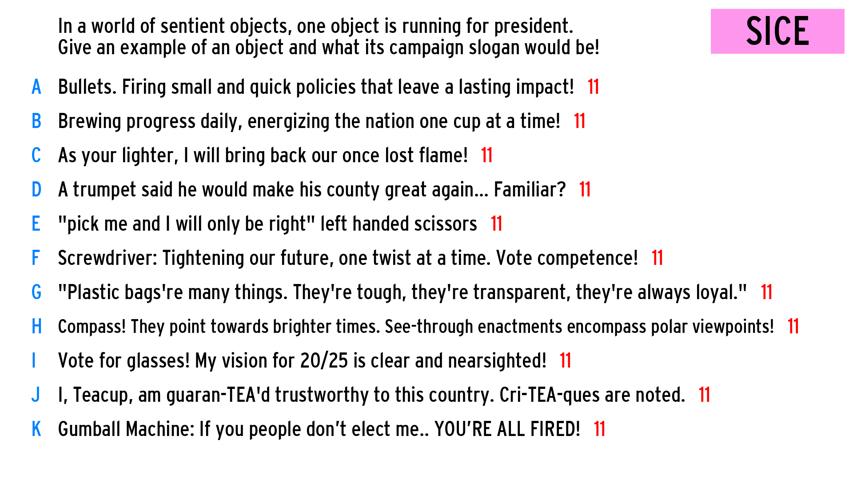 In a world of sentient objects, one object is running for president.
Give an example of an object and what its campaign slogan would be!
SICE
A Bullets. Firing small and quick policies that leave a lasting impact! 11
B Brewing progress daily, energizing the nation one cup at a time! 11
C As your lighter, I will bring back our once lost flame! 11
D A trumpet said he would make his county great again... Familiar? 11
E "pick me and I will only be right" left handed scissors 11
F Screwdriver: Tightening our future, one twist at a time. Vote competence! 11
G "Plastic bags're many things. They're tough, they're transparent, they're always loyal." 11
H Compass! They point towards brighter times. See-through enactments encompass polar viewpoints! 11
I Vote for glasses! My vision for 20/25 is clear and nearsighted! 11
J I, Teacup, am guaran-TEA'd trustworthy to this country. Cri-TEA-ques are noted. 11
K Gumball Machine: If you people don’t elect me.. YOU’RE ALL FIRED! 11